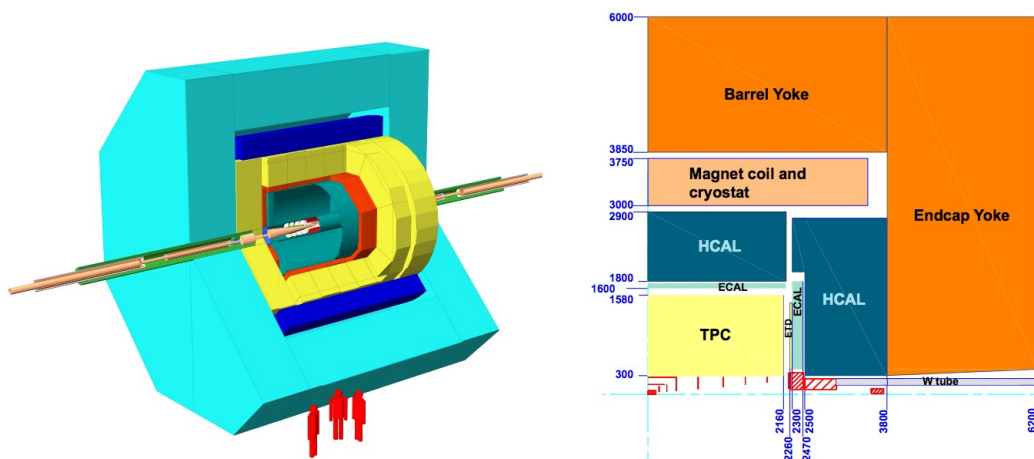 6000
Barrel Yoke
3850
3750
Magnet coil and
cryostat
3000
2900
Endcap Yoke
HCAL
1800
ECAL
1600
1580
ECAL
HCAL
ETD
TPC
300
W tube
2160
2260
2300
2470
2500
3800
6200